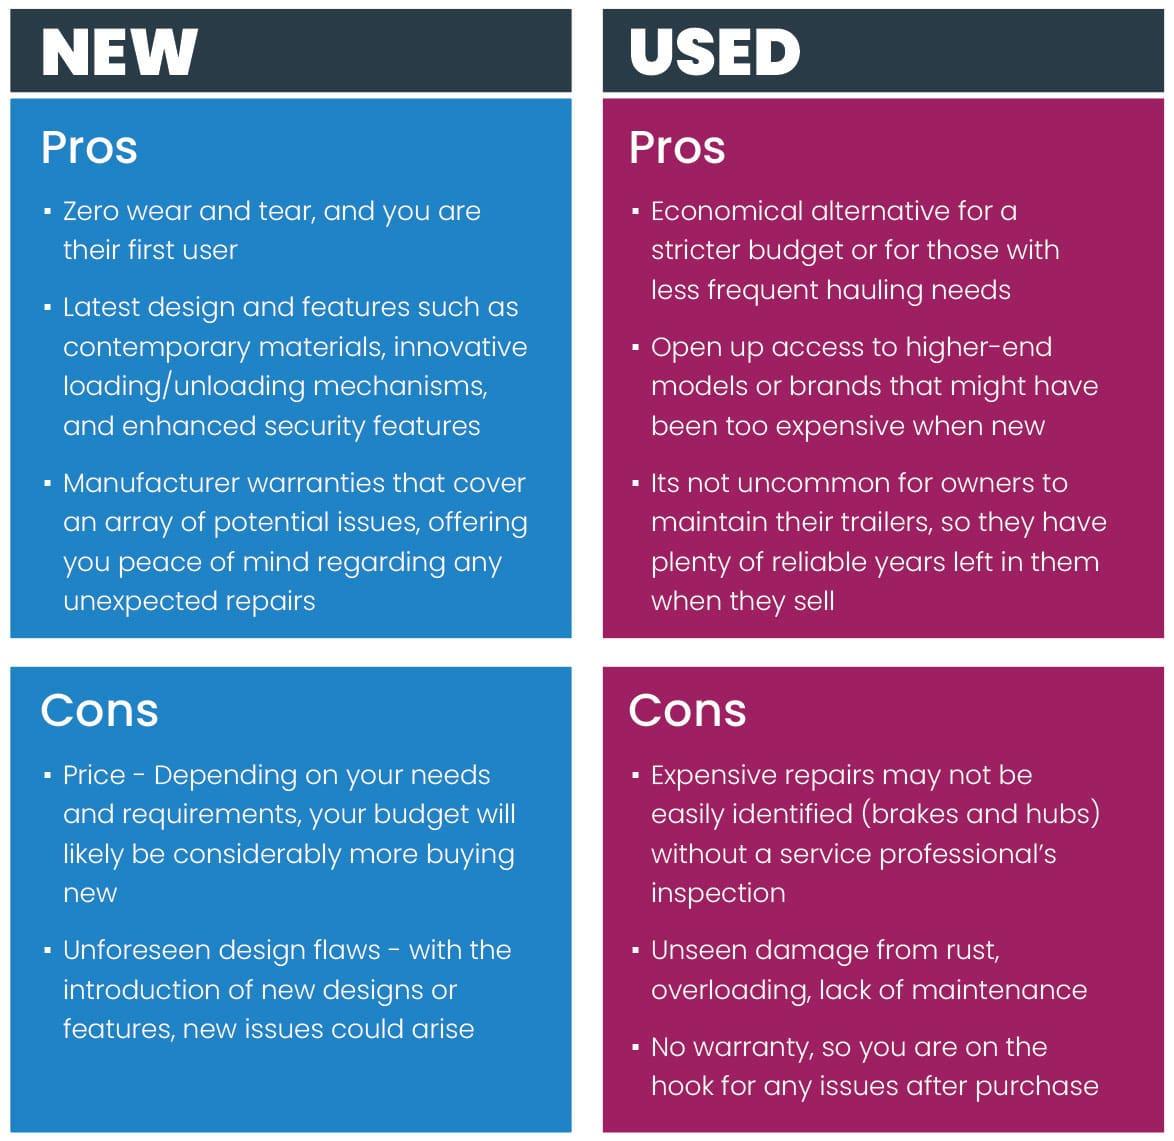 NEW
Pros
▪ Zero wear and tear, and you are
their first user
▪ Latest design and features such as
contemporary materials, innovative
loading/unloading mechanisms,
and enhanced security features
▪ Manufacturer warranties that cover
an array of potential issues, offering
you peace of mind regarding any
unexpected repairs
Cons
▪ Price - Depending on your needs
and requirements, your budget will
likely be considerably more buying
new
▪ Unforeseen design flaws - with the
introduction of new designs or
features, new issues could arise
USED
Pros
▪ Economical alternative for a
stricter budget or for those with
less frequent hauling needs
▪ Open up access to higher-end
models or brands that might have
been too expensive when new
▪ Its not uncommon for owners to
maintain their trailers, so they have
plenty of reliable years left in them
when they sell
Cons
▪ Expensive repairs may not be
easily identified (brakes and hubs)
without a service professional’s
inspection
▪ Unseen damage from rust,
overloading, lack of maintenance
▪ No warranty, so you are on the
hook for any issues after purchase